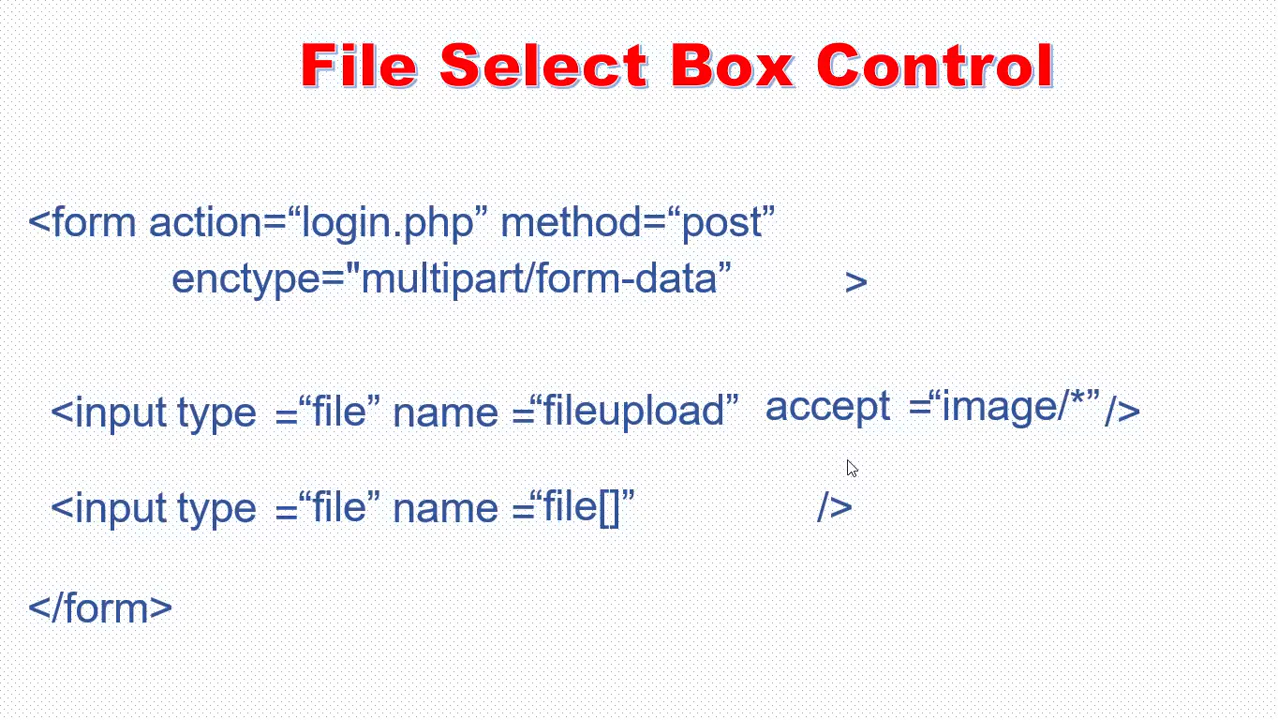 File Select Box Control
<form action=“login.php” method=“post”
enctype="multipart/form-data” >
<input type =“file” name =“fileupload” accept =“image/*” />
<input type =“file” name =“file[]” />
</form>